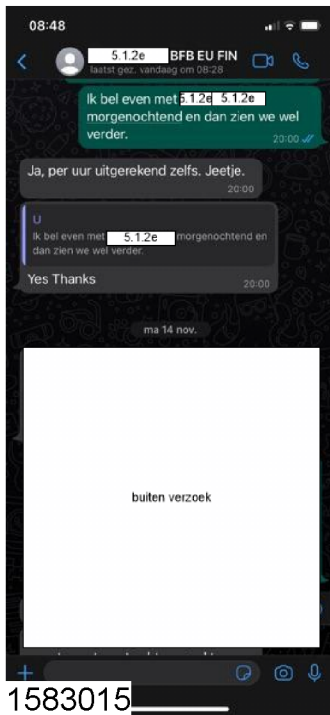 08:48
5.1.2e BFB EU FIN
laatst gez. vandaag om 08:28
Ik bel even met 5.1.2e 5.1.2e
morgenochtend en dan zien we wel
verder.
20:00
Ja, per uur uitgerekend zelfs. Jeetje.
20:00
U
Ik bel even met 5.1.2e morgenochtend en
dan zien we wel verder.
Yes Thanks
20:00
ma 14 nov.
buiten verzoek
1583015